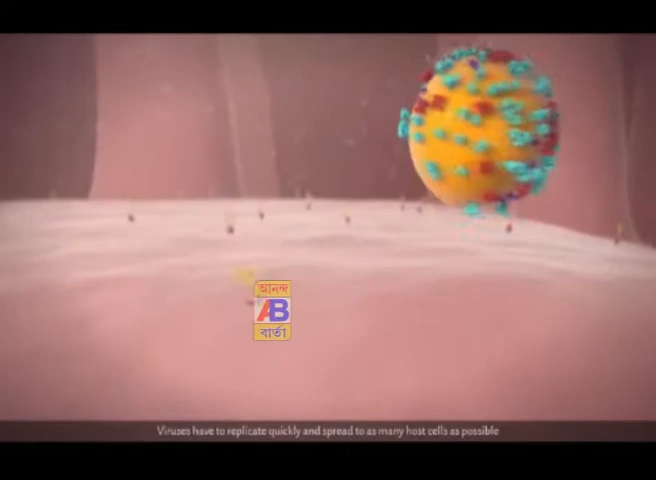 আনন্দ
AB
বার্তা
Viruses have to replicate quickly and spread to as many host cells as possible